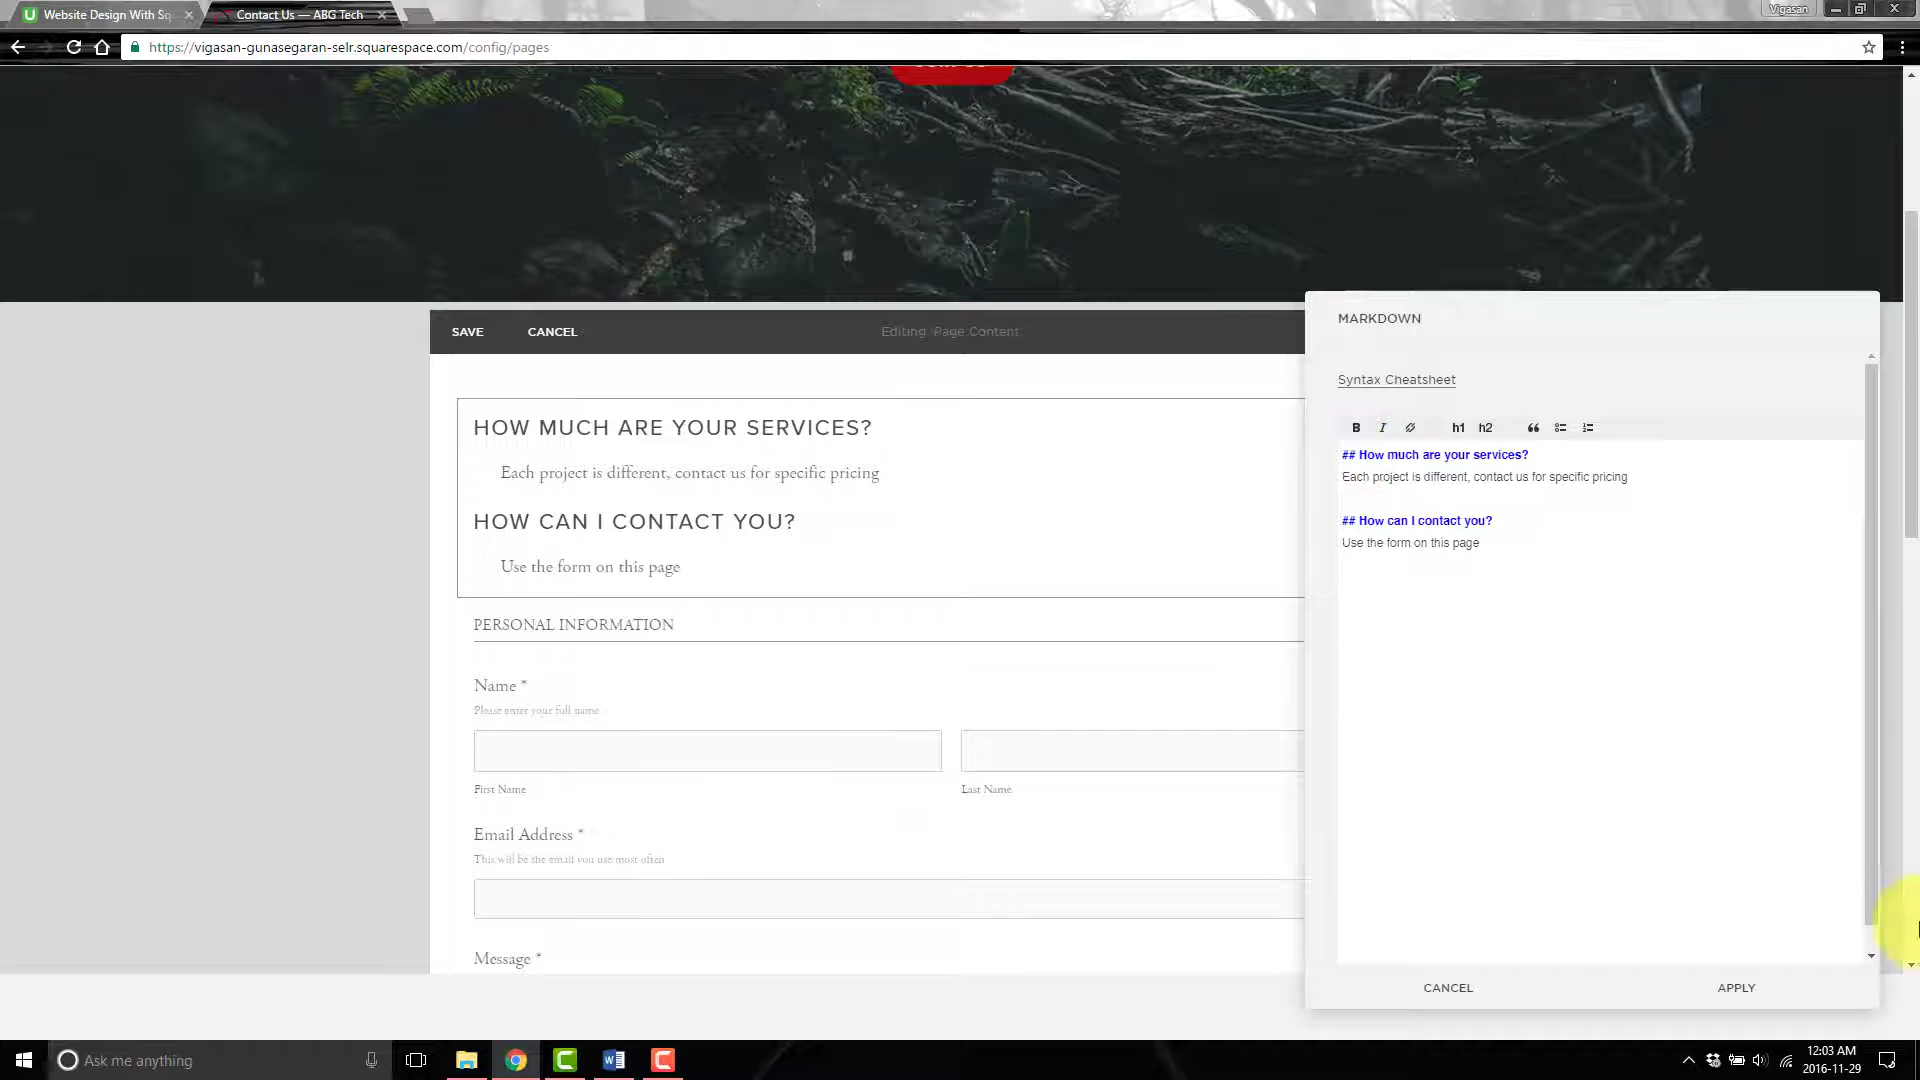 Website Design With Sq
Contact Us — ABG Tech
Vigasan
https://vigasan-gunasegaran-selr.squarespace.com/config/pages
SAVE
CANCEL
Editing: Page Content
MARKDOWN
Syntax Cheatsheet
B I h1 h2
## How much are your services?
Each project is different, contact us for specific pricing
## How can I contact you?
Use the form on this page
CANCEL
APPLY
HOW MUCH ARE YOUR SERVICES?
Each project is different, contact us for specific pricing
HOW CAN I CONTACT YOU?
Use the form on this page
PERSONAL INFORMATION
Name *
Please enter your full name.
First Name
Last Name
Email Address *
This will be the email you use most often
Message *
Ask me anything
12:03 AM
2016-11-29